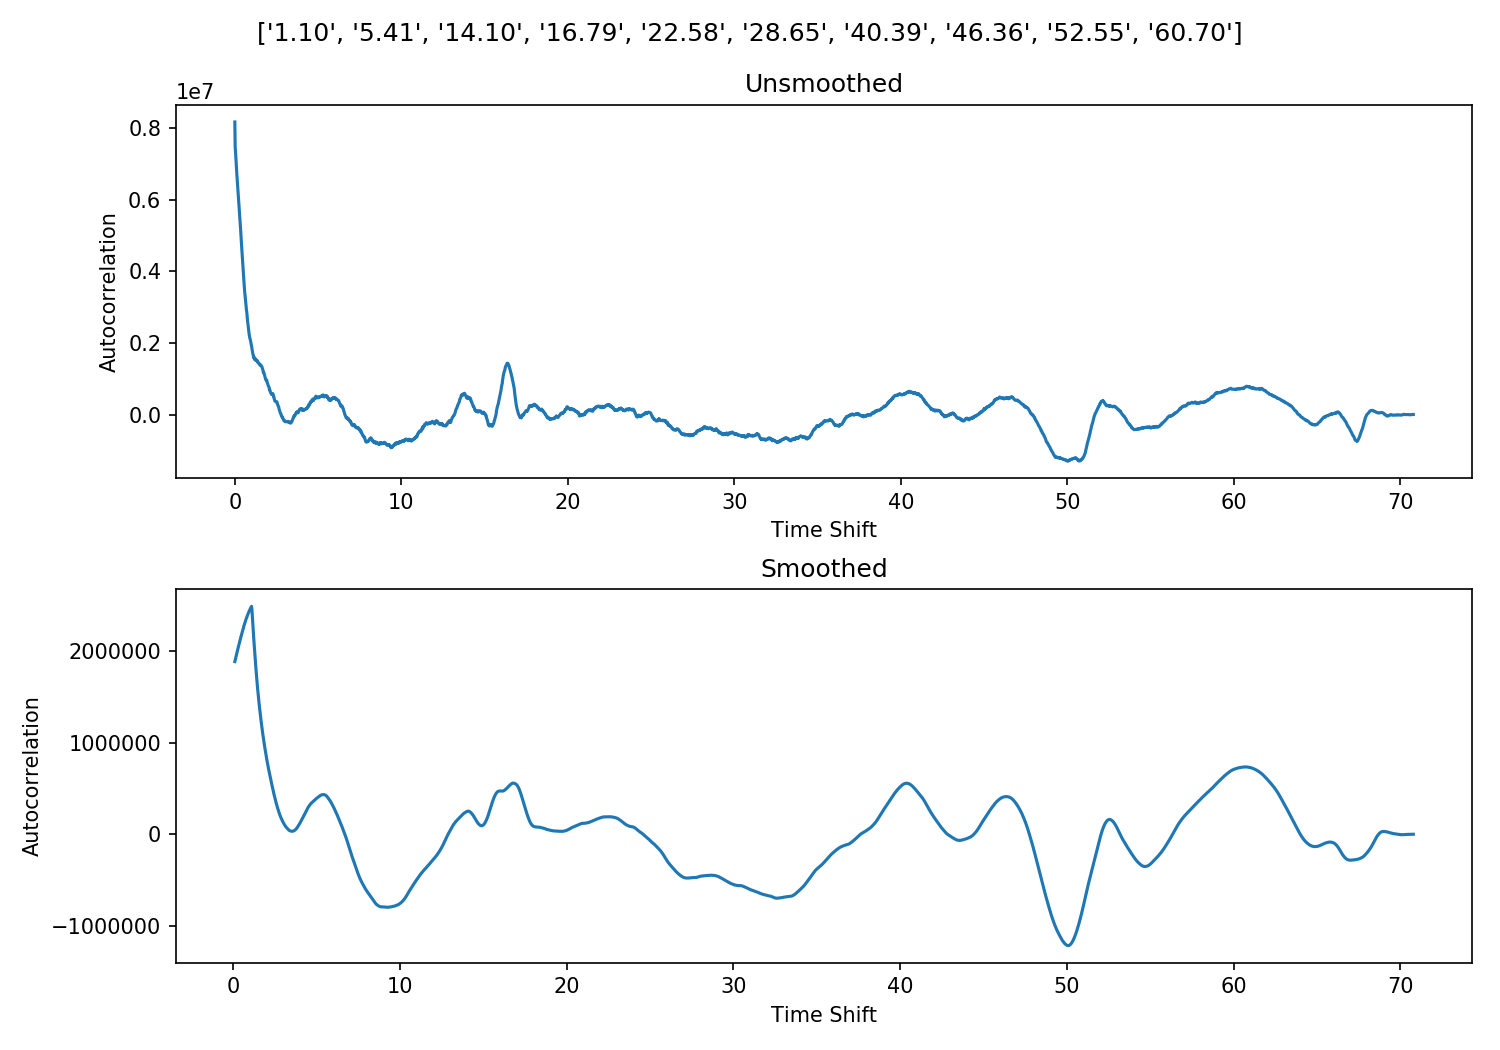 ['1.10', '5.41', '14.10', '16.79', '22.58', '28.65', '40.39', '46.36', '52.55', '60.70']
Unsmoothed
1e7
0.8
0.6
0.4
0.2
0.0
Autocorrelation
0 10 20 30 40 50 60 70
Time Shift
Smoothed
2000000
1000000
0
−1000000
Autocorrelation
0 10 20 30 40 50 60 70
Time Shift